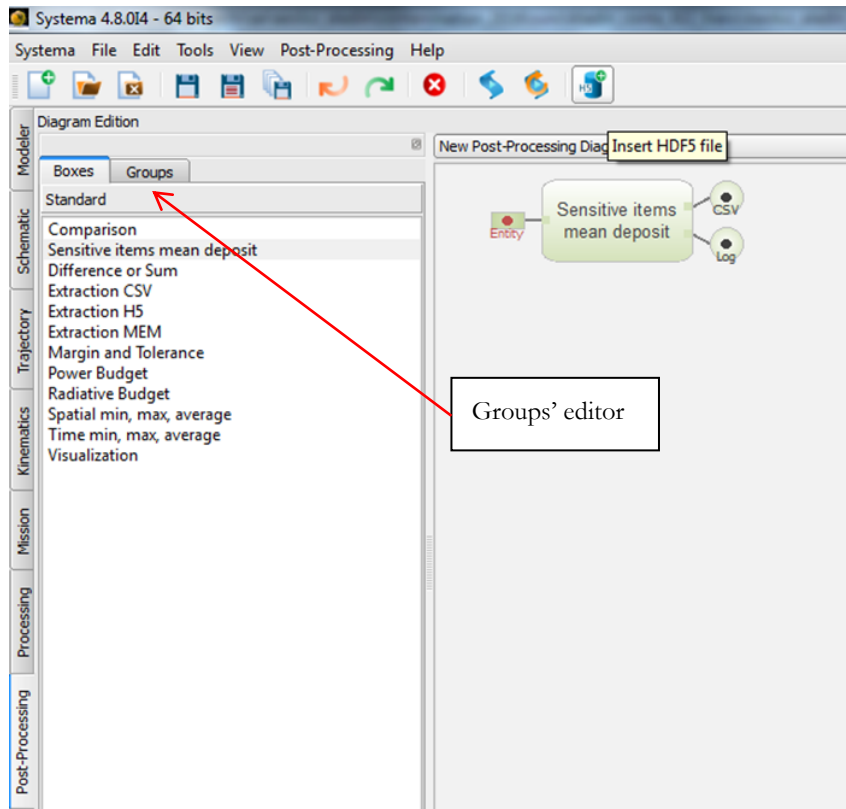 Systema 4.8.0I4 - 64 bits
Systema File Edit Tools View Post-Processing Help
H5
Diagram Edition
New Post-Processing Diag
Insert HDF5 file
Boxes Groups
Standard
Comparison
Sensitive items mean deposit
Difference or Sum
Extraction CSV
Extraction H5
Extraction MEM
Margin and Tolerance
Power Budget
Radiative Budget
Spatial min, max, average
Time min, max, average
Visualization
Modeler
Schematic
Trajectory
Kinematics
Mission
Processing
Post-Processing
Entity
Sensitive items
mean deposit
CSV
Log
Groups’ editor